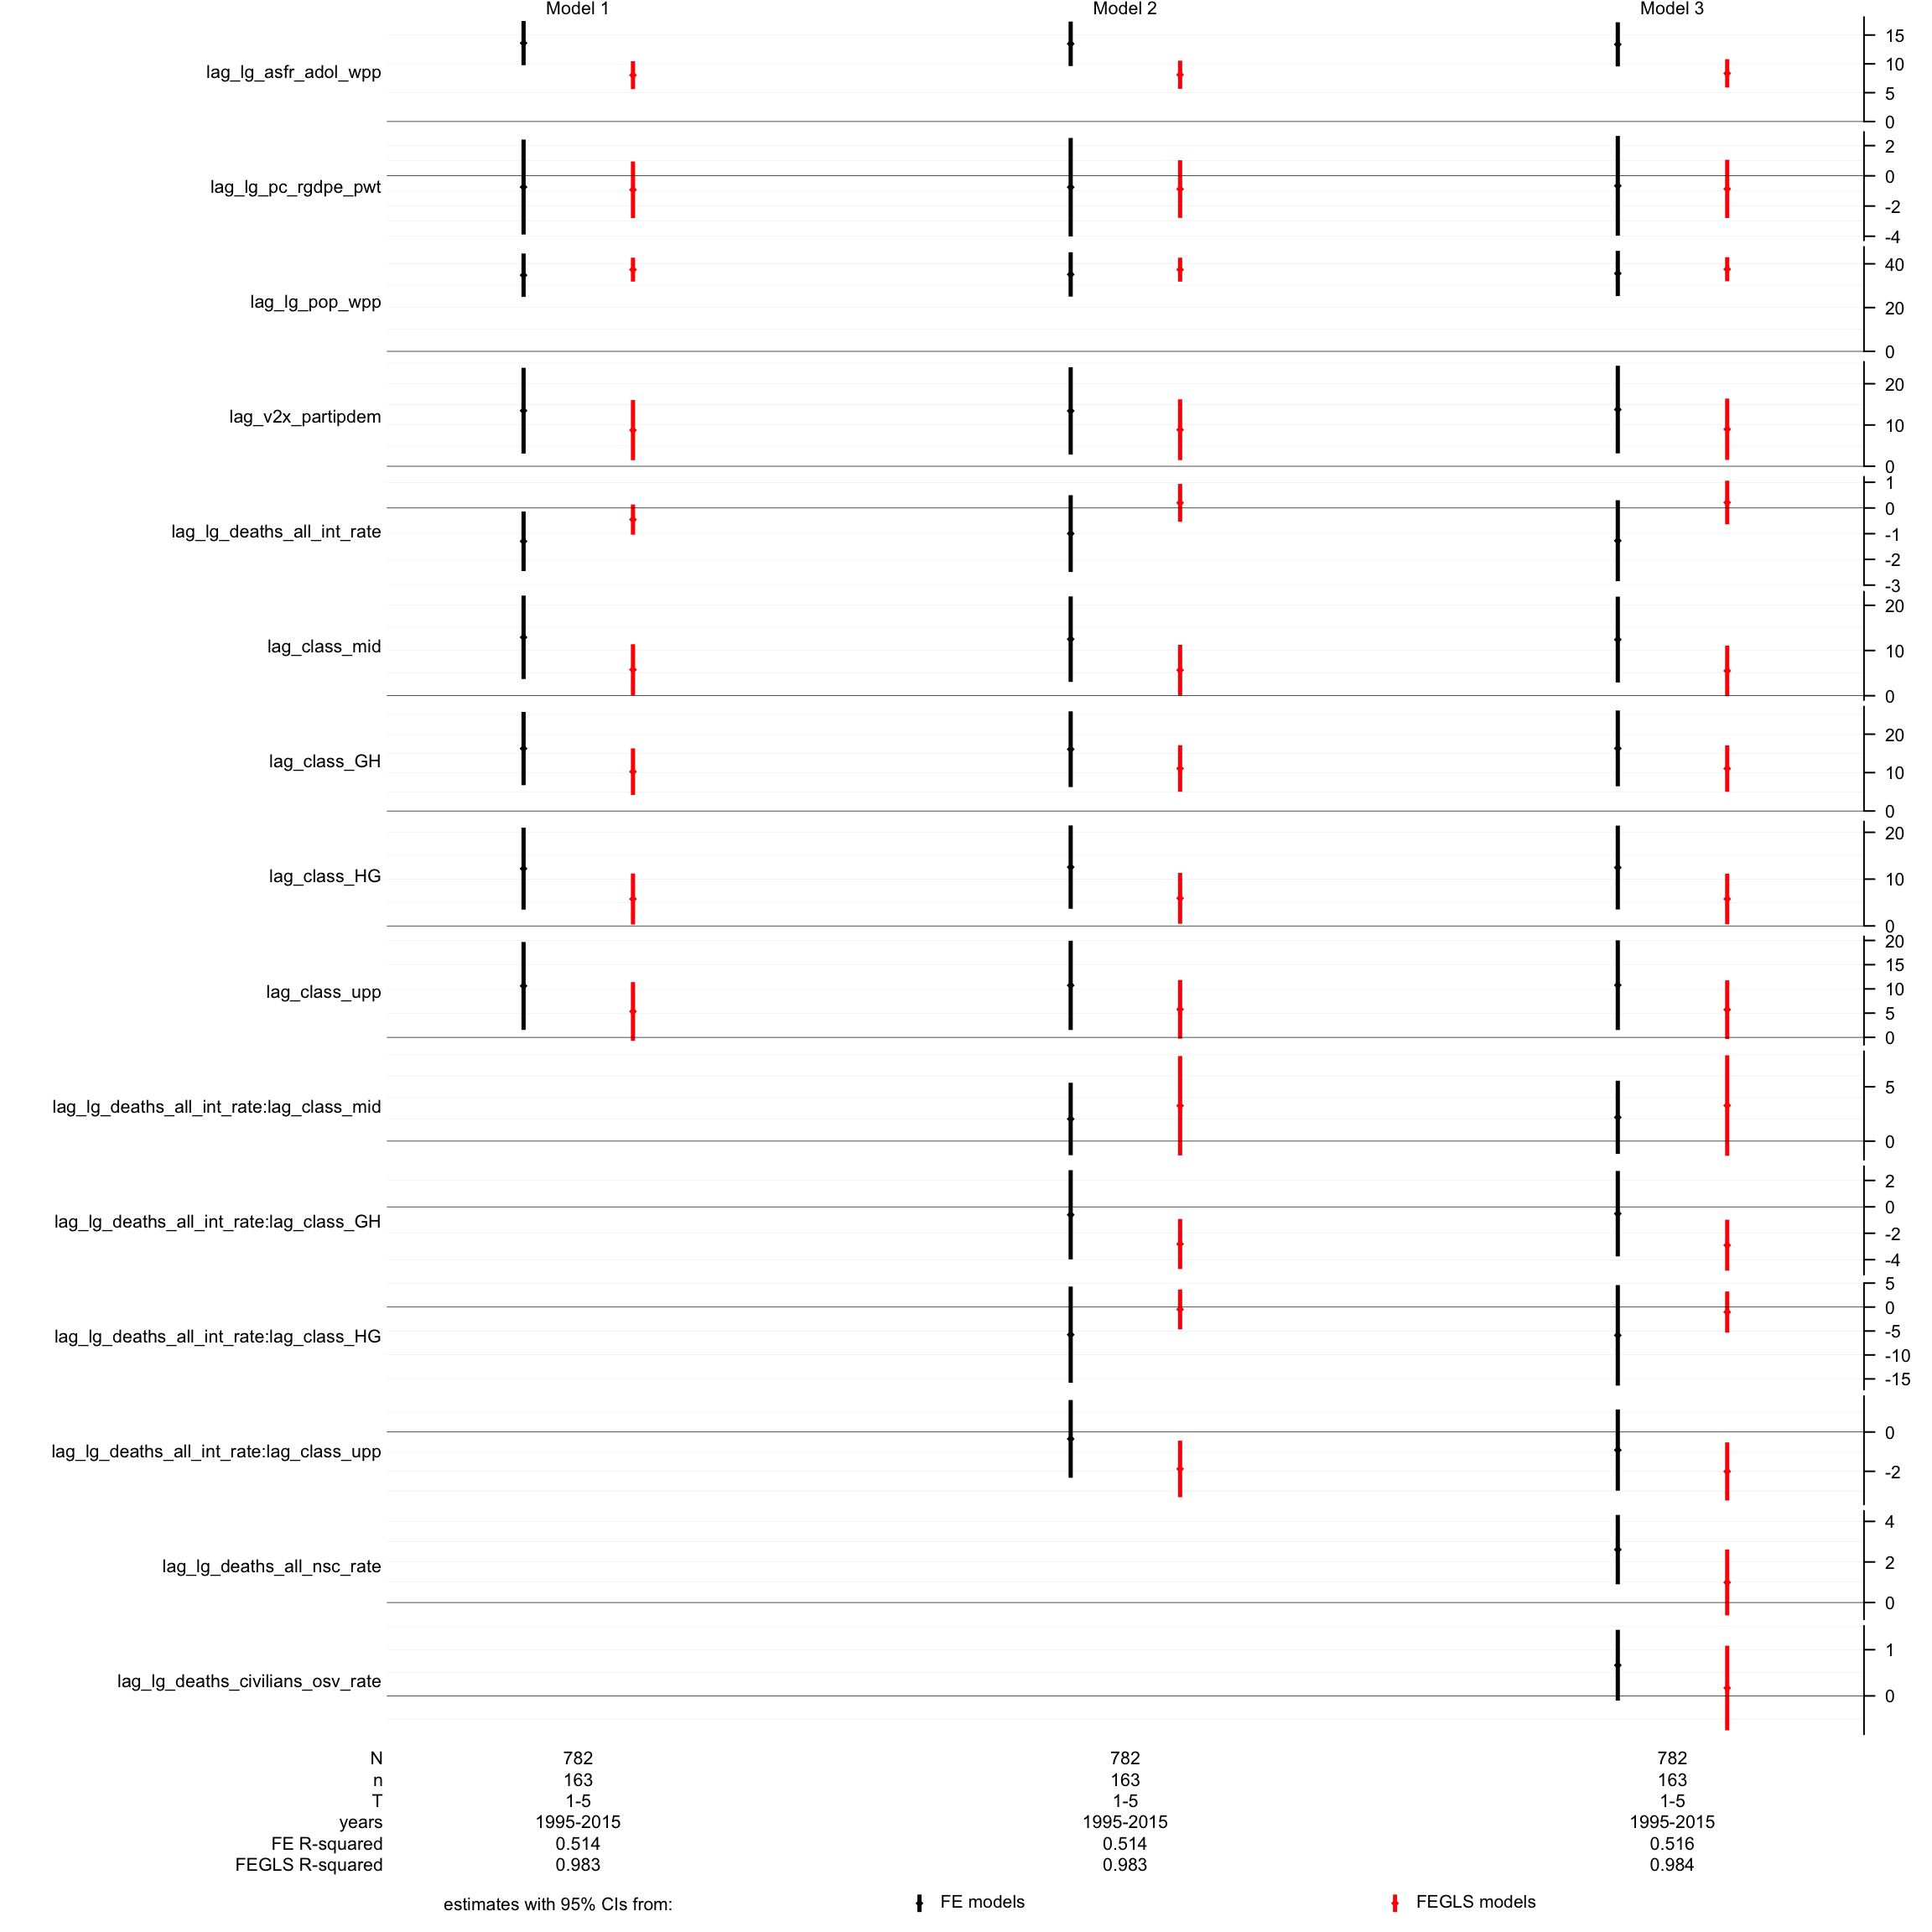 Model 1 Model 2 Model 3
lag_lg_asfr_adol_wpp
15
10
5
0
lag_lg_pc_rgdpe_pwt
2
0
-2
-4
lag_lg_pop_wpp
40
20
0
lag_v2x_partipdem
20
10
0
lag_lg_deaths_all_int_rate
1
0
-1
-2
-3
lag_class_mid
20
10
0
lag_class_GH
20
10
0
lag_class_HG
20
10
0
lag_class_upp
20
15
10
5
0
lag_lg_deaths_all_int_rate:lag_class_mid
5
0
lag_lg_deaths_all_int_rate:lag_class_GH
2
0
-2
-4
lag_lg_deaths_all_int_rate:lag_class_HG
5
0
-5
-10
-15
lag_lg_deaths_all_int_rate:lag_class_upp
0
-2
lag_lg_deaths_all_nsc_rate
4
2
0
lag_lg_deaths_civilians_osv_rate
1
0
N 782 782 782
n 163 163 163
T 1-5 1-5 1-5
years 1995-2015 1995-2015 1995-2015
FE R-squared 0.514 0.514 0.516
FEGLS R-squared 0.983 0.983 0.984
estimates with 95% CIs from: FE models FEGLS models